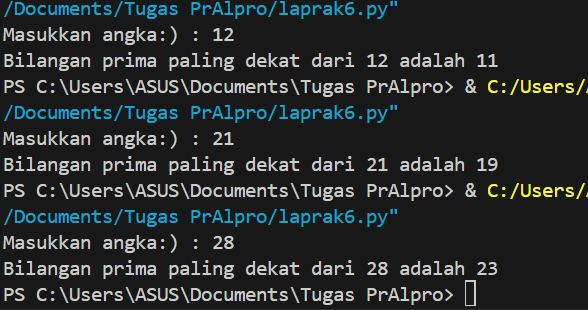 /Documents/Tugas PrAlpro/laprak6.py"
Masukkan angka:) : 12
Bilangan prima paling dekat dari 12 adalah 11
PS C:\Users\ASUS\Documents\Tugas PrAlpro> & C:/Users/
/Documents/Tugas PrAlpro/laprak6.py"
Masukkan angka:) : 21
Bilangan prima paling dekat dari 21 adalah 19
PS C:\Users\ASUS\Documents\Tugas PrAlpro> & C:/Users/
/Documents/Tugas PrAlpro/laprak6.py"
Masukkan angka:) : 28
Bilangan prima paling dekat dari 28 adalah 23
PS C:\Users\ASUS\Documents\Tugas PrAlpro>